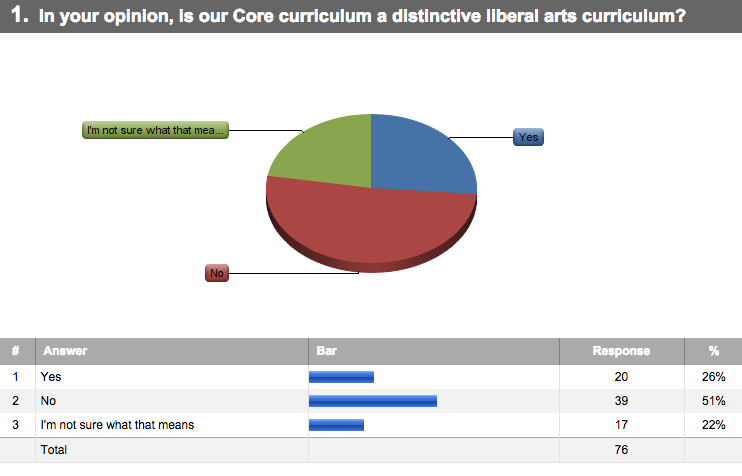 1. In your opinion, is our Core curriculum a distinctive liberal arts curriculum?
I'm not sure what that mea...
Yes
No
# Answer Bar Response %
1 Yes 20 26%
2 No 39 51%
3 I'm not sure what that means 17 22%
Total 76